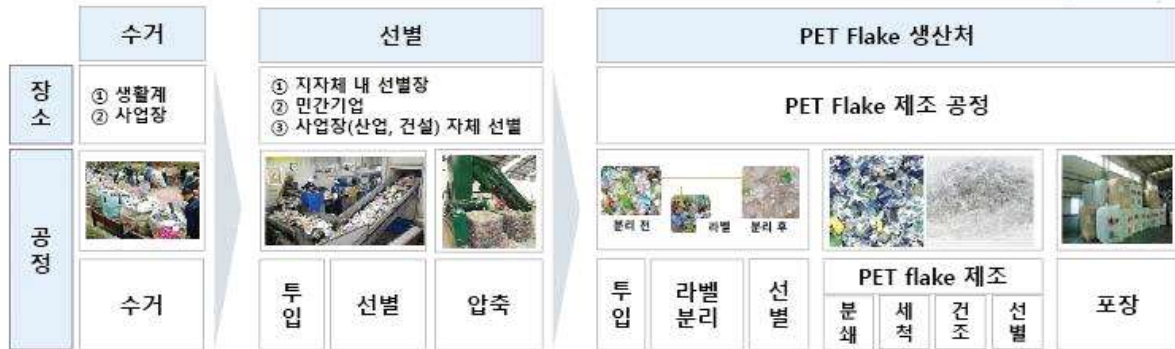 수거
선별
PET Flake 생산처
장소
① 생활계
② 사업장
① 지자체 내 선별장
② 민간기업
③ 사업장(산업, 건설) 자체 선별
PET Flake 제조 공정
공정
분리 전
라벨
분리 후
수거
투입
선별
압축
투입
라벨
분리
선별
PET flake 제조
분쇄
세척
건조
선별
포장